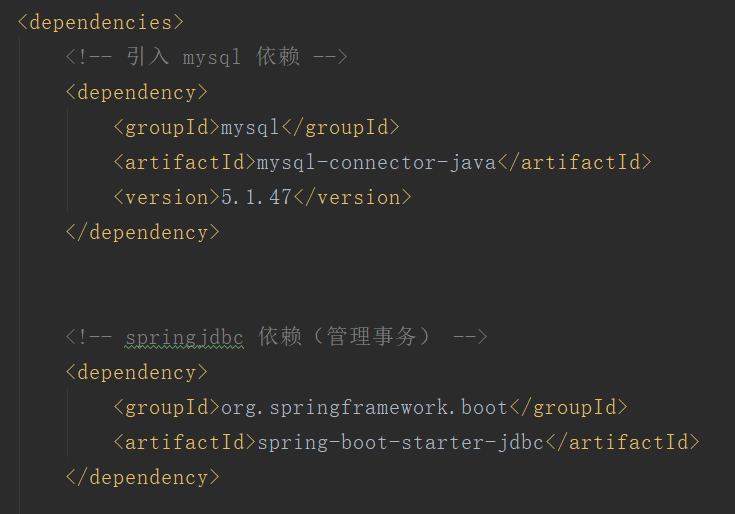 <dependencies>
<!-- 引入 mysql 依赖 -->
<dependency>
<groupId>mysql</groupId>
<artifactId>mysql-connector-java</artifactId>
<version>5.1.47</version>
</dependency>
<!-- springjdbc 依赖（管理事务） -->
<dependency>
<groupId>org.springframework.boot</groupId>
<artifactId>spring-boot-starter-jdbc</artifactId>
</dependency>